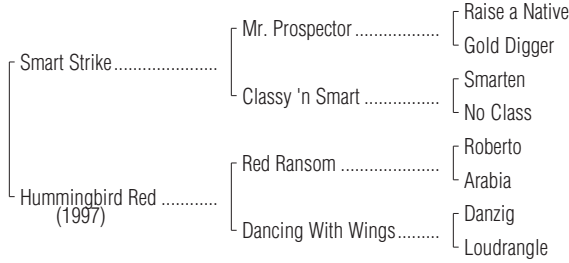 Raise a Native
Mr. Prospector ..................
Gold Digger
Smart Strike......................
Smarten
Classy 'n Smart ................
No Class
Roberto
Red Ransom .....................
Arabia
Hummingbird Red ............
(1997)
Danzig
Dancing With Wings.........
Loudrangle